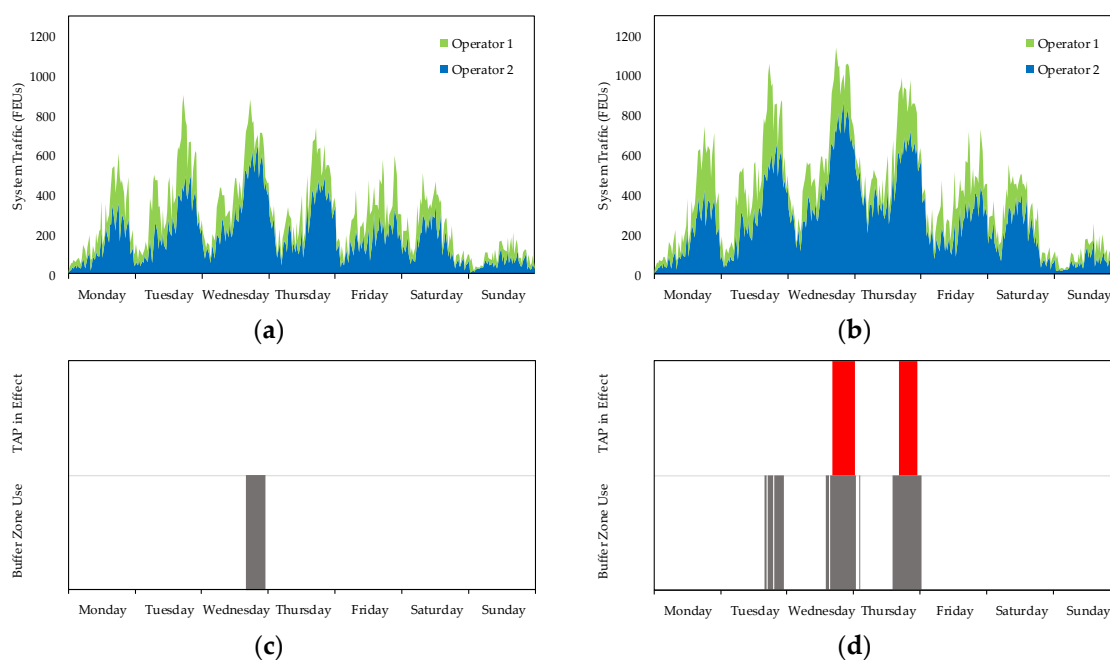 System Traffic (FEUs)
1200
1000
800
600
400
200
0
Operator 1
Operator 2
Monday Tuesday Wednesday Thursday Friday Saturday Sunday
(a)
System Traffic (FEUs)
1200
1000
800
600
400
200
0
Operator 1
Operator 2
Monday Tuesday Wednesday Thursday Friday Saturday Sunday
(b)
TAP in Effect
Buffer Zone Use
Monday Tuesday Wednesday Thursday Friday Saturday Sunday
(c)
TAP in Effect
Buffer Zone Use
Monday Tuesday Wednesday Thursday Friday Saturday Sunday
(d)